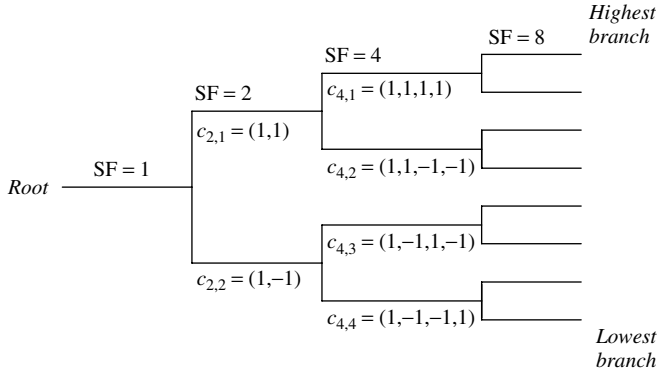 Highest
branch
SF = 8
SF = 4
c4,1 = (1,1,1,1)
SF = 2
c2,1 = (1,1)
c4,2 = (1,1,–1,–1)
Root
SF = 1
c4,3 = (1,–1,1,–1)
c2,2 = (1,–1)
c4,4 = (1,–1,–1,1)
Lowest
branch